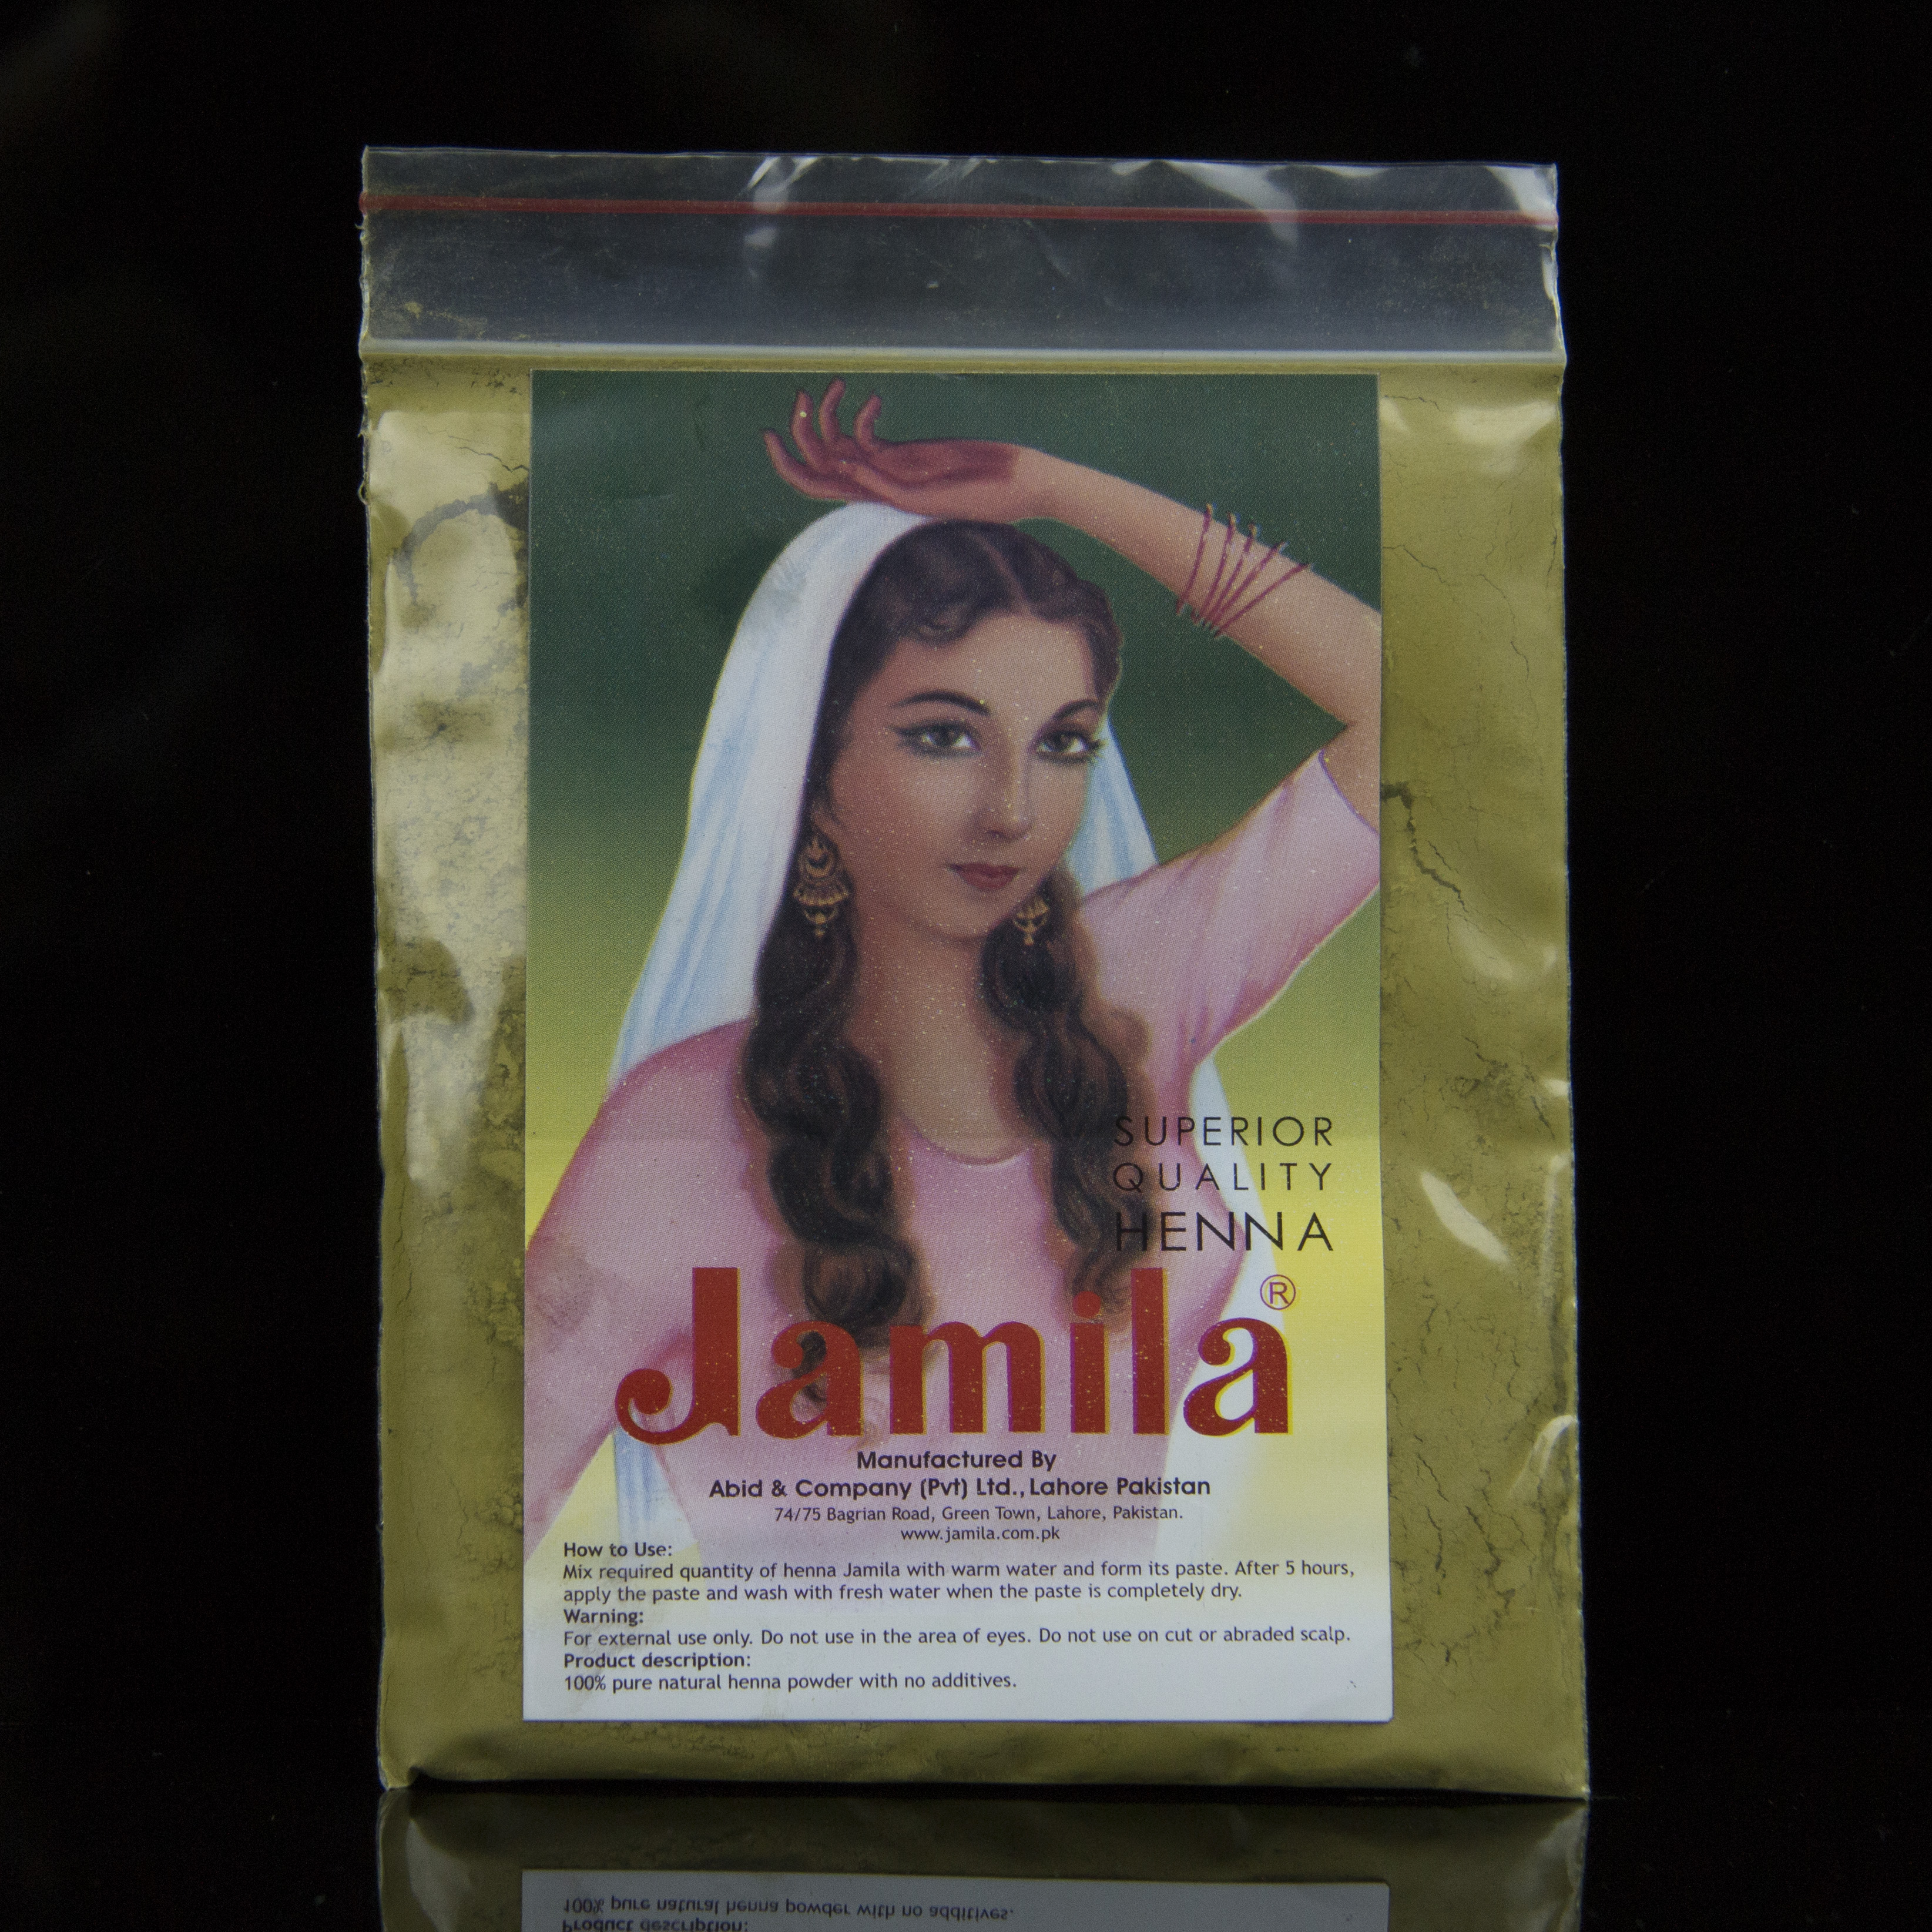 SUPERIOR
QUALITY
HENNA
Jamila®
Manufactured By
Abid & Company (Pvt) Ltd., Lahore Pakistan
74/75 Bagrian Road, Green Town, Lahore, Pakistan.
www.jamila.com.pk
How to Use:
Mix required quantity of henna Jamila with warm water and form its paste. After 5 hours,
apply the paste and wash with fresh water when the paste is completely dry.
Warning:
For external use only. Do not use in the area of eyes. Do not use on cut or abraded scalp.
Product description:
100% pure natural henna powder with no additives.